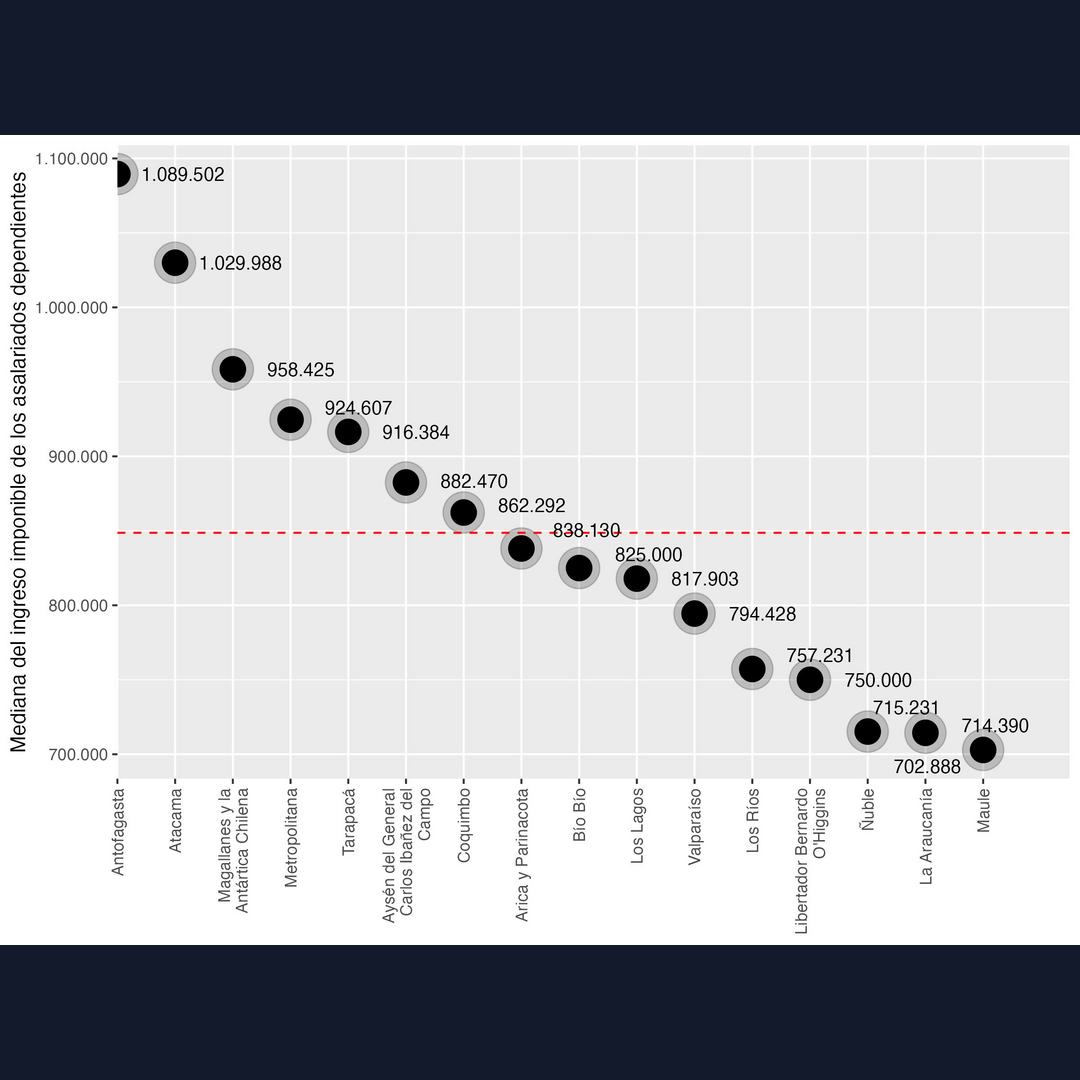 Mediana del ingreso imponible de los asalariados dependientes
1.100.000
1.000.000
900.000
800.000
700.000
1.089.502
1.029.988
958.425
924.607
916.384
882.470
862.292
838.130
825.000
817.903
794.428
757.231
750.000
715.231
714.390
702.888
Antofagasta
Atacama
Magallanes y la
Antártica Chilena
Metropolitana
Tarapacá
Aysén del General
Carlos Ibañez del
Campo
Coquimbo
Arica y Parinacota
Bio Bío
Los Lagos
Valparaíso
Los Ríos
Libertador Bernardo
O'Higgins
Ñuble
La Araucanía
Maule